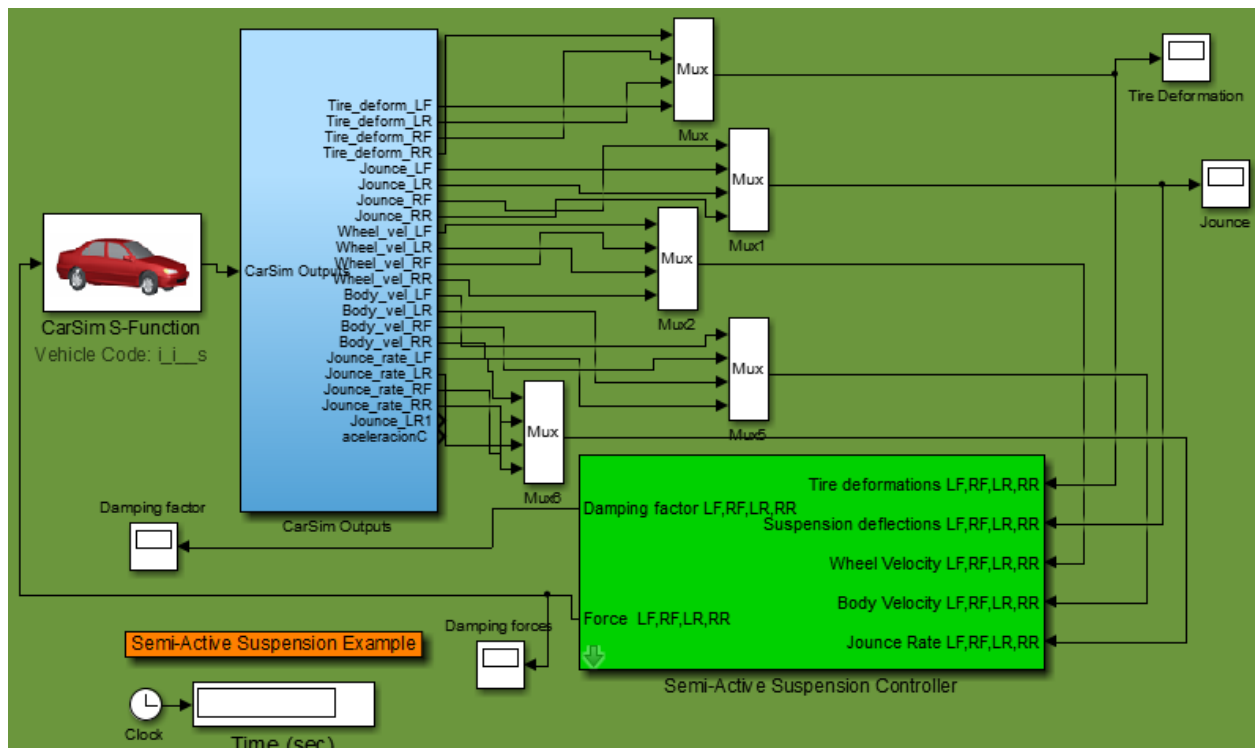 Mux
Mux
Tire Deformation
Tire_deform_LF
Tire_deform_LR
Tire_deform_RF
Tire_deform_RR
Jounce_LF
Jounce_LR
Jounce_RF
Jounce_RR
Wheel_vel_LF
Wheel_vel_LR
Wheel_vel_RF
Wheel_vel_RR
Body_vel_LF
Body_vel_LR
Body_vel_RF
Body_vel_RR
Jounce_rate_LF
Jounce_rate_LR
Jounce_rate_RF
Jounce_rate_RR
Jounce_LR1
aceleracionC
CarSim Outputs
CarSim Outputs
Mux
Mux1
Jounce
Mux
Mux2
CarSim S-Function
Vehicle Code: i_i__s
Mux
Mux5
Mux
Mux6
Damping factor
Damping factor LF,RF,LR,RR
Force LF,RF,LR,RR
Tire deformations LF,RF,LR,RR
Suspension deflections LF,RF,LR,RR
Wheel Velocity LF,RF,LR,RR
Body Velocity LF,RF,LR,RR
Jounce Rate LF,RF,LR,RR
Semi-Active Suspension Controller
Damping forces
Semi-Active Suspension Example
Clock
Time (sec)